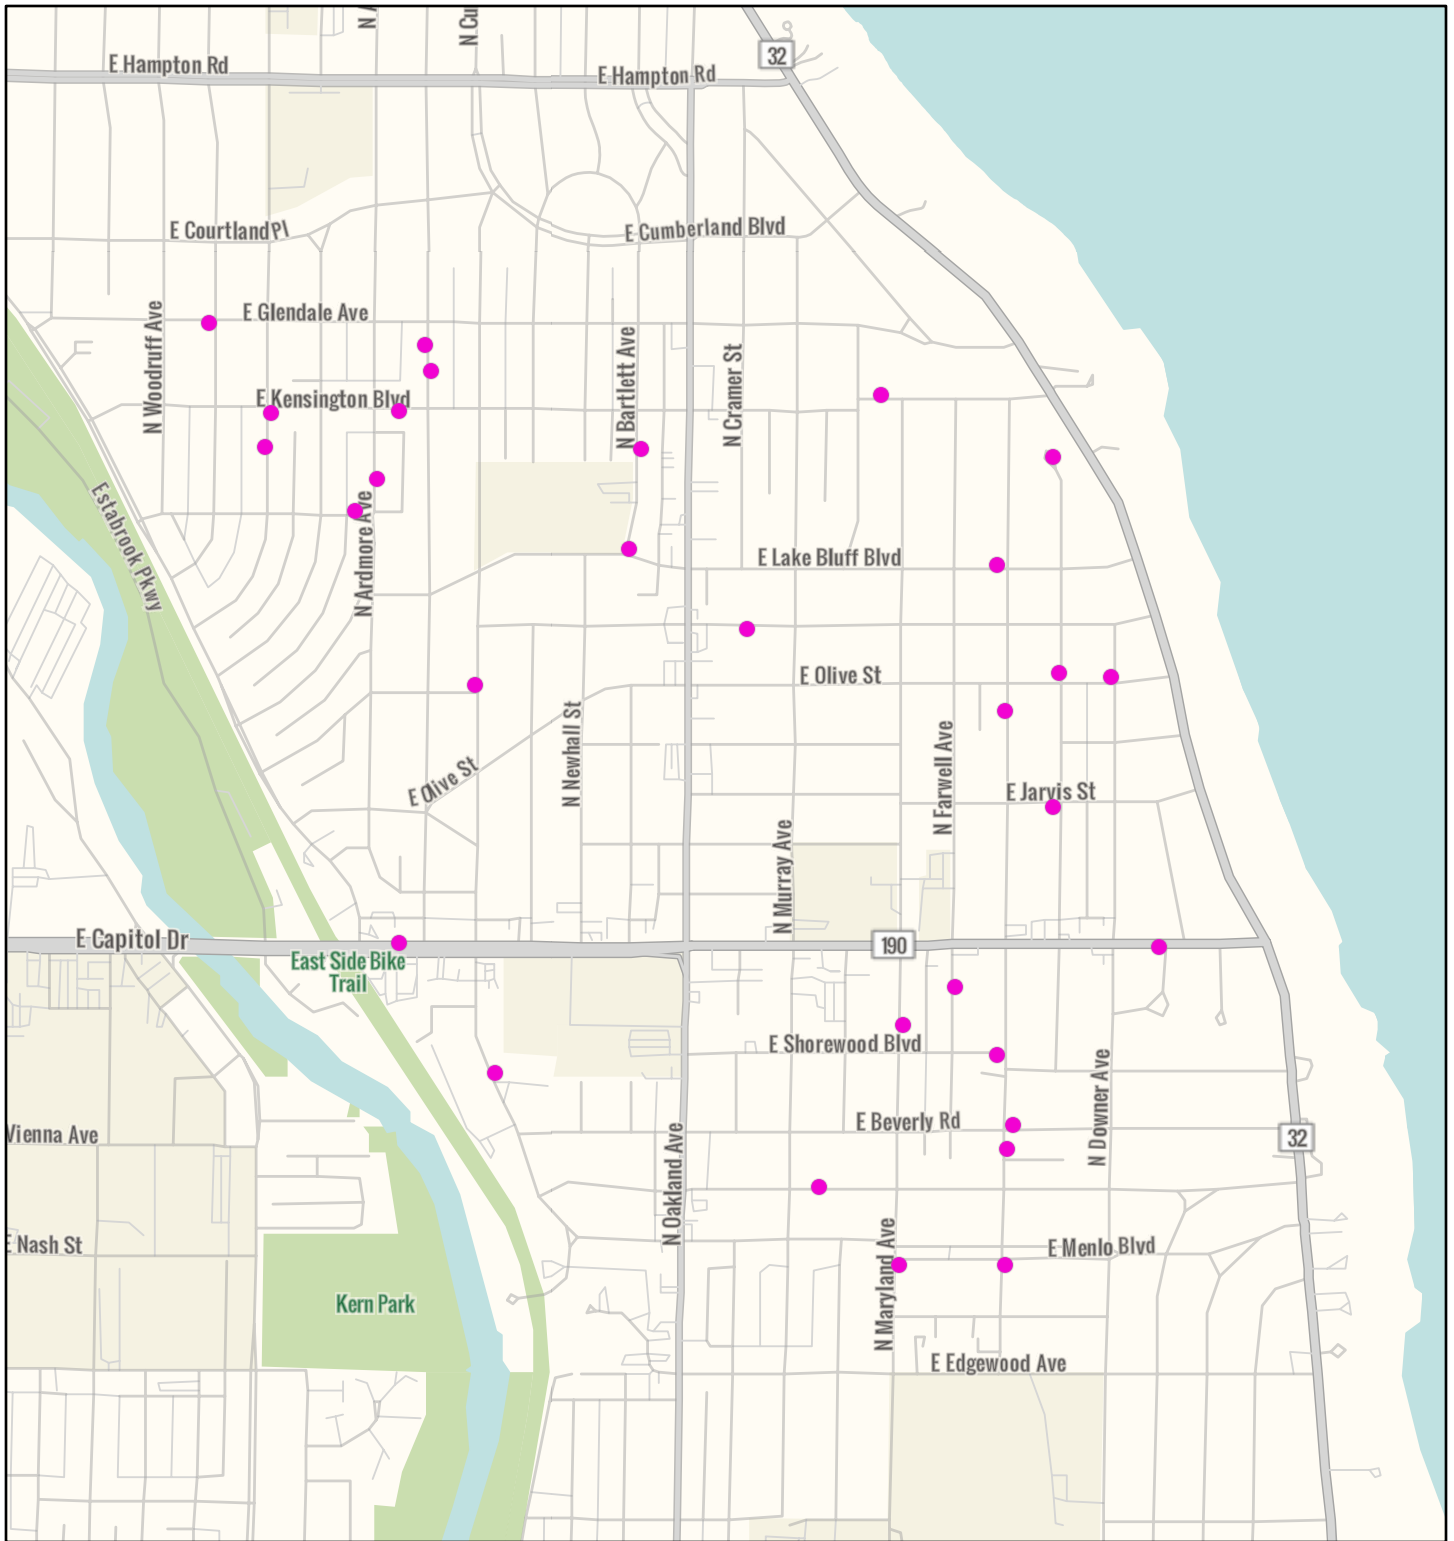 N A
N Cu
32
E Hampton Rd
E Hampton Rd
E Courtland Pl
E Cumberland Blvd
E Glendale Ave
N Woodruff Ave
N Bartlett Ave
N Cramer St
E Kensington Blvd
Estabrook Pkwy
N Ardmore Ave
E Lake Bluff Blvd
E Olive St
N Newhall St
E Olive St
N Farwell Ave
E Jarvis St
N Murray Ave
E Capitol Dr
190
East Side Bike
Trail
E Shorewood Blvd
N Downer Ave
E Beverly Rd
Vienna Ave
32
N Oakland Ave
E Nash St
N Maryland Ave
E Menlo Blvd
Kern Park
E Edgewood Ave